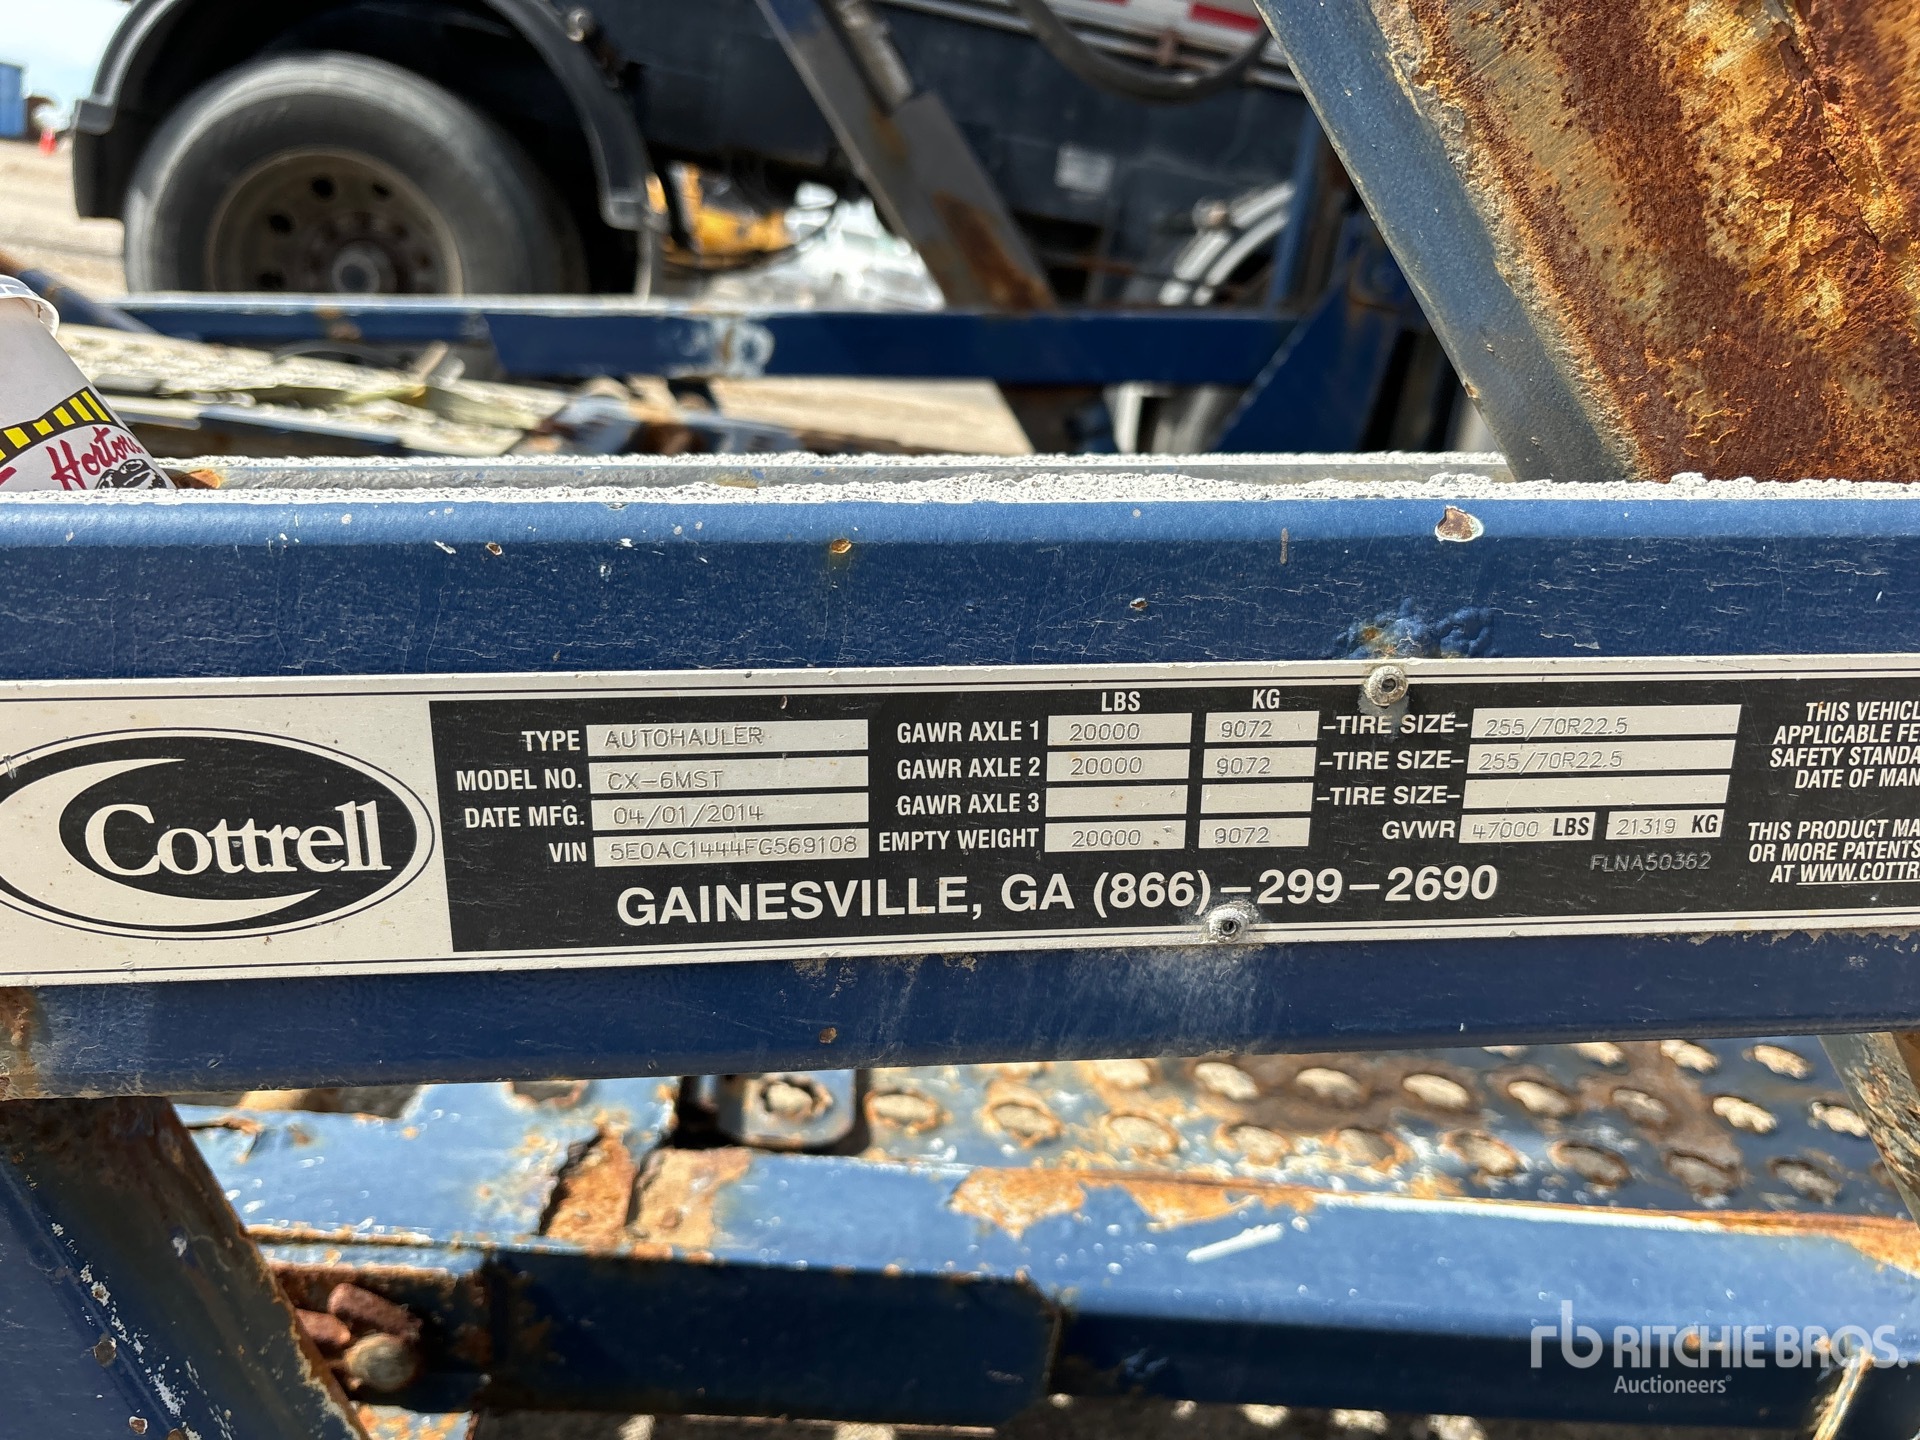 Hortons
Cottrell
LBS KG
TYPE AUTOHAULER GAWR AXLE 1 20000 9072 -TIRE SIZE- 255/70R22.5
MODEL NO. CX-6MST GAWR AXLE 2 20000 9072 -TIRE SIZE- 255/70R22.5
DATE MFG. 04/01/2014 GAWR AXLE 3 -TIRE SIZE-
VIN 5E0AC1444FG569108 EMPTY WEIGHT 20000 9072 GVWR 47000 LBS 21319 KG
FLNA50362
GAINESVILLE, GA (866)-299-2690
THIS VEHICL
APPLICABLE FE
SAFETY STANDA
DATE OF MAN
THIS PRODUCT MA
OR MORE PATENTS
AT WWW.COTTR
rb RITCHIE BROS.
Auctioneers